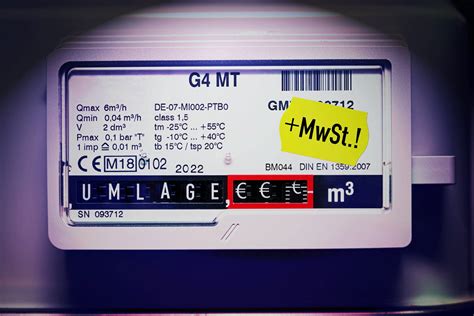 G4 MT
Qmax 6m³/h
Qmin 0,04 m³/h
V 2 dm³
Pmax 0,1 bar "T"
1 imp ≙ 0,01 m³
DE-07-MI002-PTB0
class 1,5
tm -25°C ... +55°C
tg -10°C ... +40°C
tb 15°C / tsp 20°C
+MwSt.!
CE M18 0102 2022
BM044 DIN EN 1359:2007
UMLAGE,€€€ m³
SN 093712